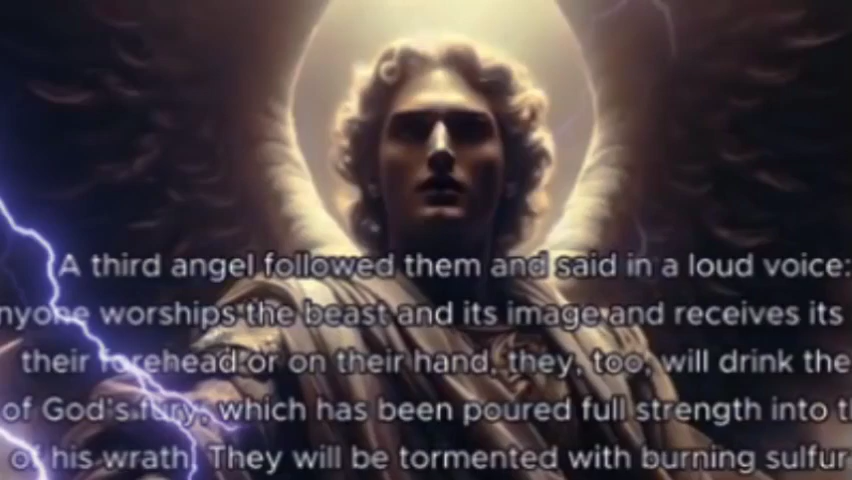 A third angel followed them and said in a loud voice:
nyone worships the beast and its image and receives its
their forehead or on their hand, they, too, will drink the
of God's fury, which has been poured full strength into t
of his wrath. They will be tormented with burning sulfur